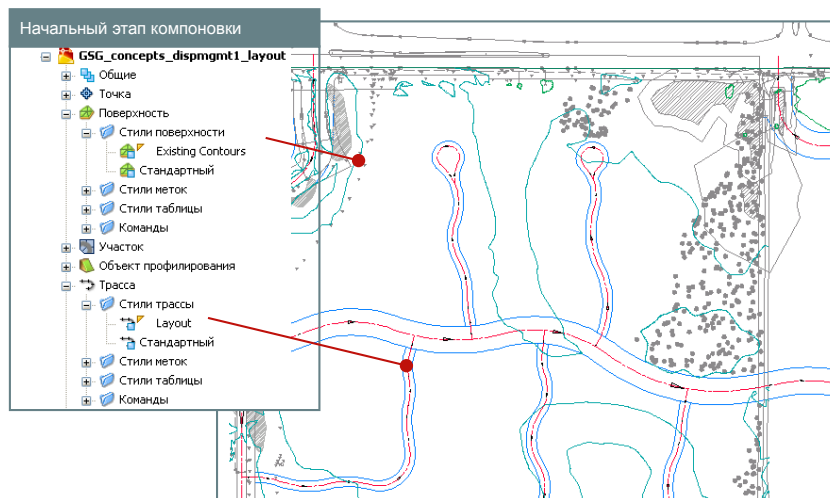 Начальный этап компоновки
GSG_concepts_dispmgmt1_layout
Общие
Точка
Поверхность
Стили поверхности
Existing Contours
Стандартный
Стили меток
Стили таблицы
Команды
Участок
Объект профилирования
Трасса
Стили трассы
Layout
Стандартный
Стили меток
Стили таблицы
Команды